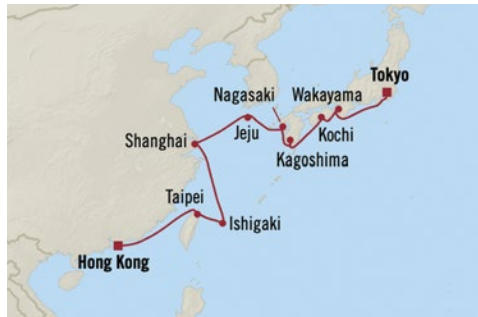 Tokyo
Nagasaki
Wakayama
Shanghai
Jeju
Kochi
Kagoshima
Taipei
Ishigaki
Hong Kong